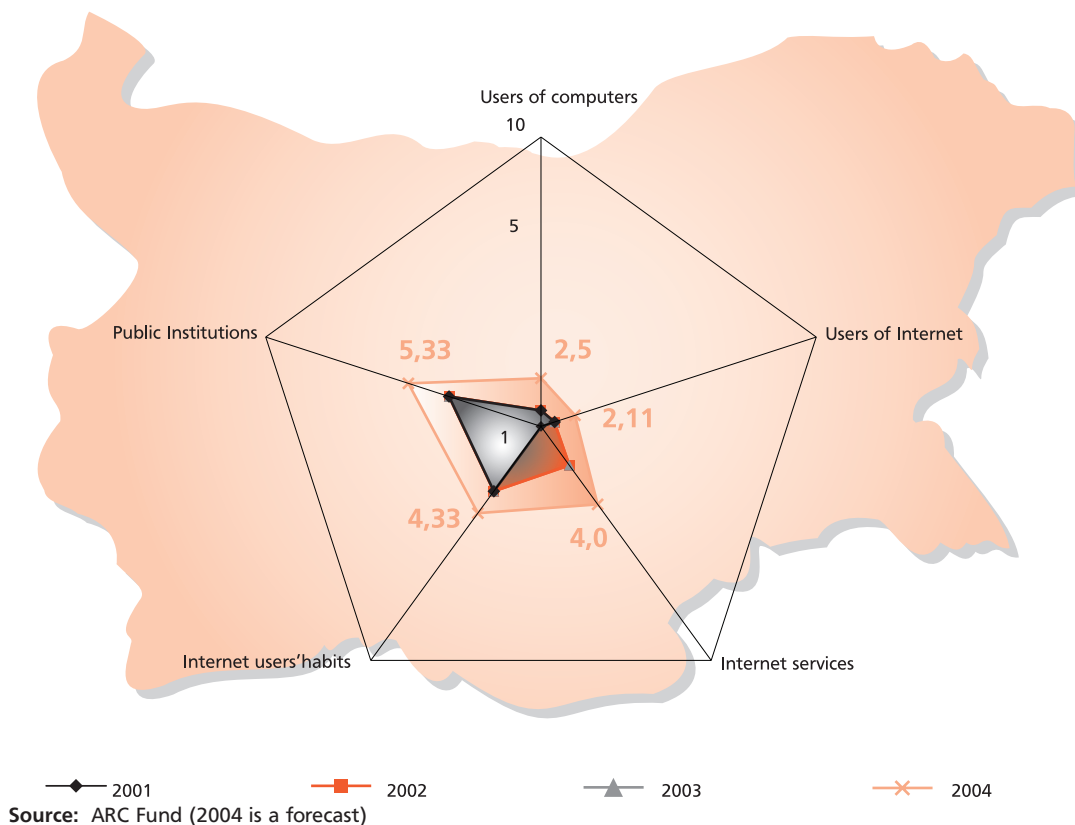 Users of computers
10
5
Public Institutions
Users of Internet
5,33
2,5
2,11
1
4,33
4,0
Internet users'habits
Internet services
2001
2002
2003
2004
Source: ARC Fund (2004 is a forecast)